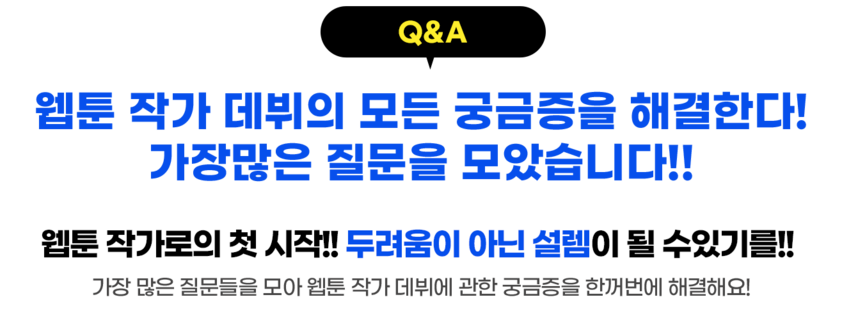 Q&A
웹툰 작가 데뷔의 모든 궁금증을 해결한다!
가장많은 질문을 모았습니다!!
웹툰 작가로의 첫 시작!! 두려움이 아닌 설렘이 될 수있기를!!
가장 많은 질문들을 모아 웹툰 작가 데뷔에 관한 궁금증을 한꺼번에 해결해요!